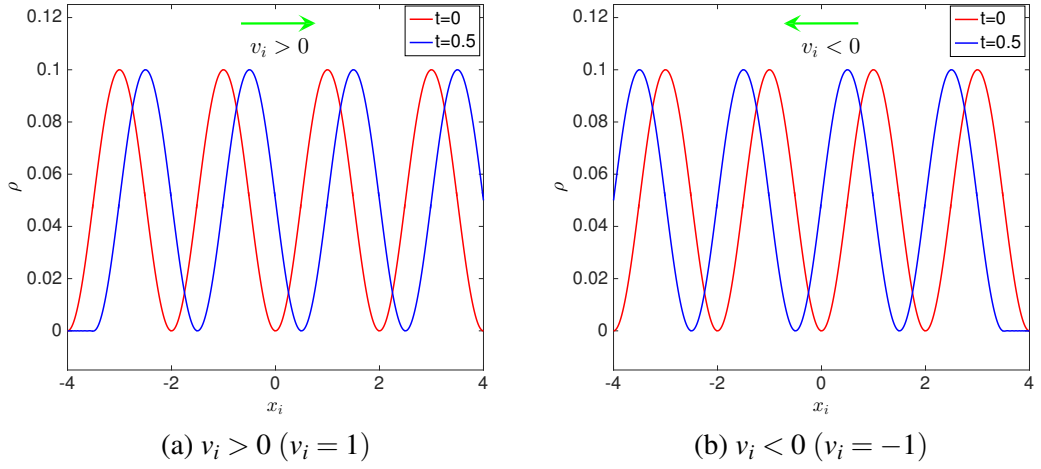 0.12
0.1
0.08
0.06
0.04
0.02
0
ρ
-4
-2
0
2
4
x_i
v_i > 0
t=0
t=0.5
(a) v_i > 0 (v_i = 1)
0.12
0.1
0.08
0.06
0.04
0.02
0
ρ
-4
-2
0
2
4
x_i
v_i < 0
t=0
t=0.5
(b) v_i < 0 (v_i = −1)